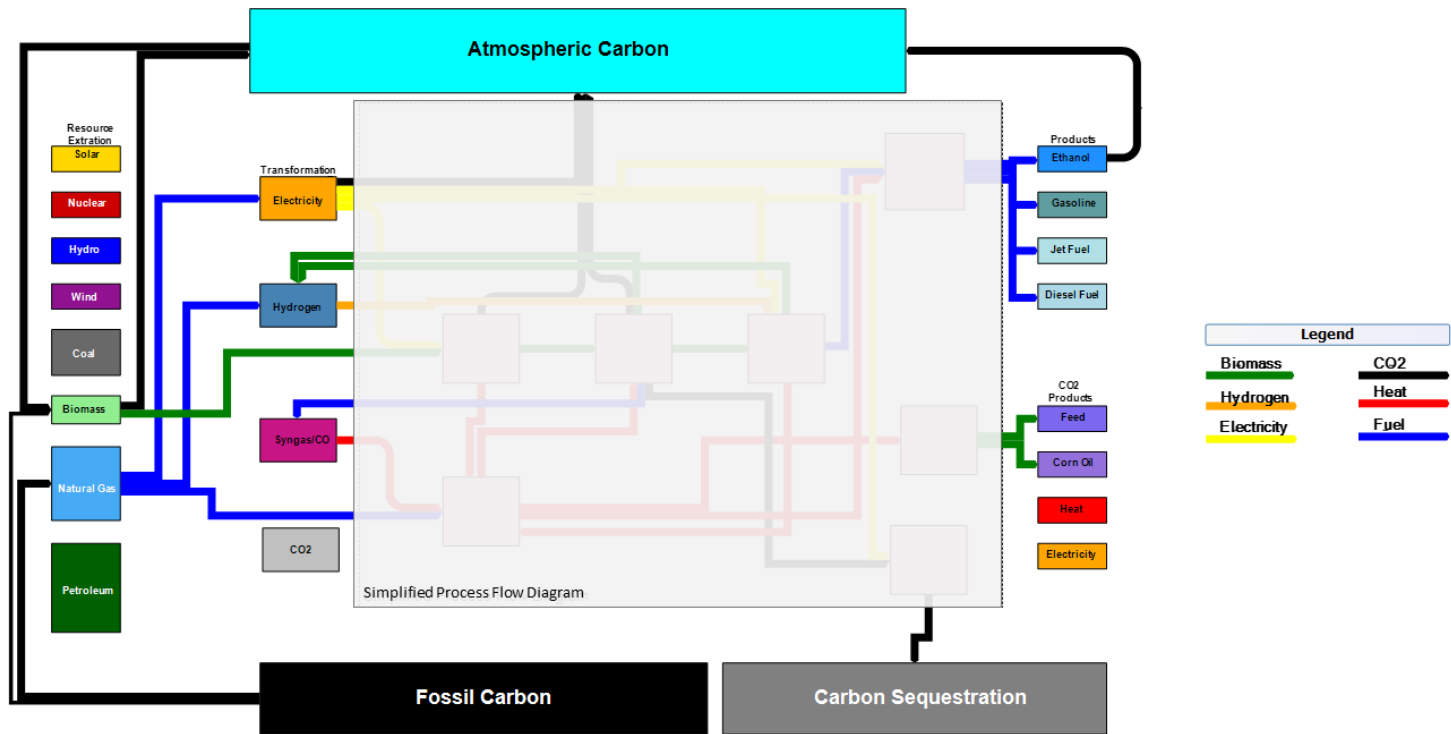 Atmospheric Carbon
Resource
Extration
Solar
Nuclear
Hydro
Wind
Coal
Biomass
Natural Gas
Petroleum
Transformation
Electricity
Hydrogen
Syngas/CO
CO2
Simplified Process Flow Diagram
Products
Ethanol
Gasoline
Jet Fuel
Diesel Fuel
CO2
Products
Feed
Corn Oil
Heat
Electricity
Legend
Biomass
CO2
Hydrogen
Heat
Electricity
Fuel
Fossil Carbon
Carbon Sequestration